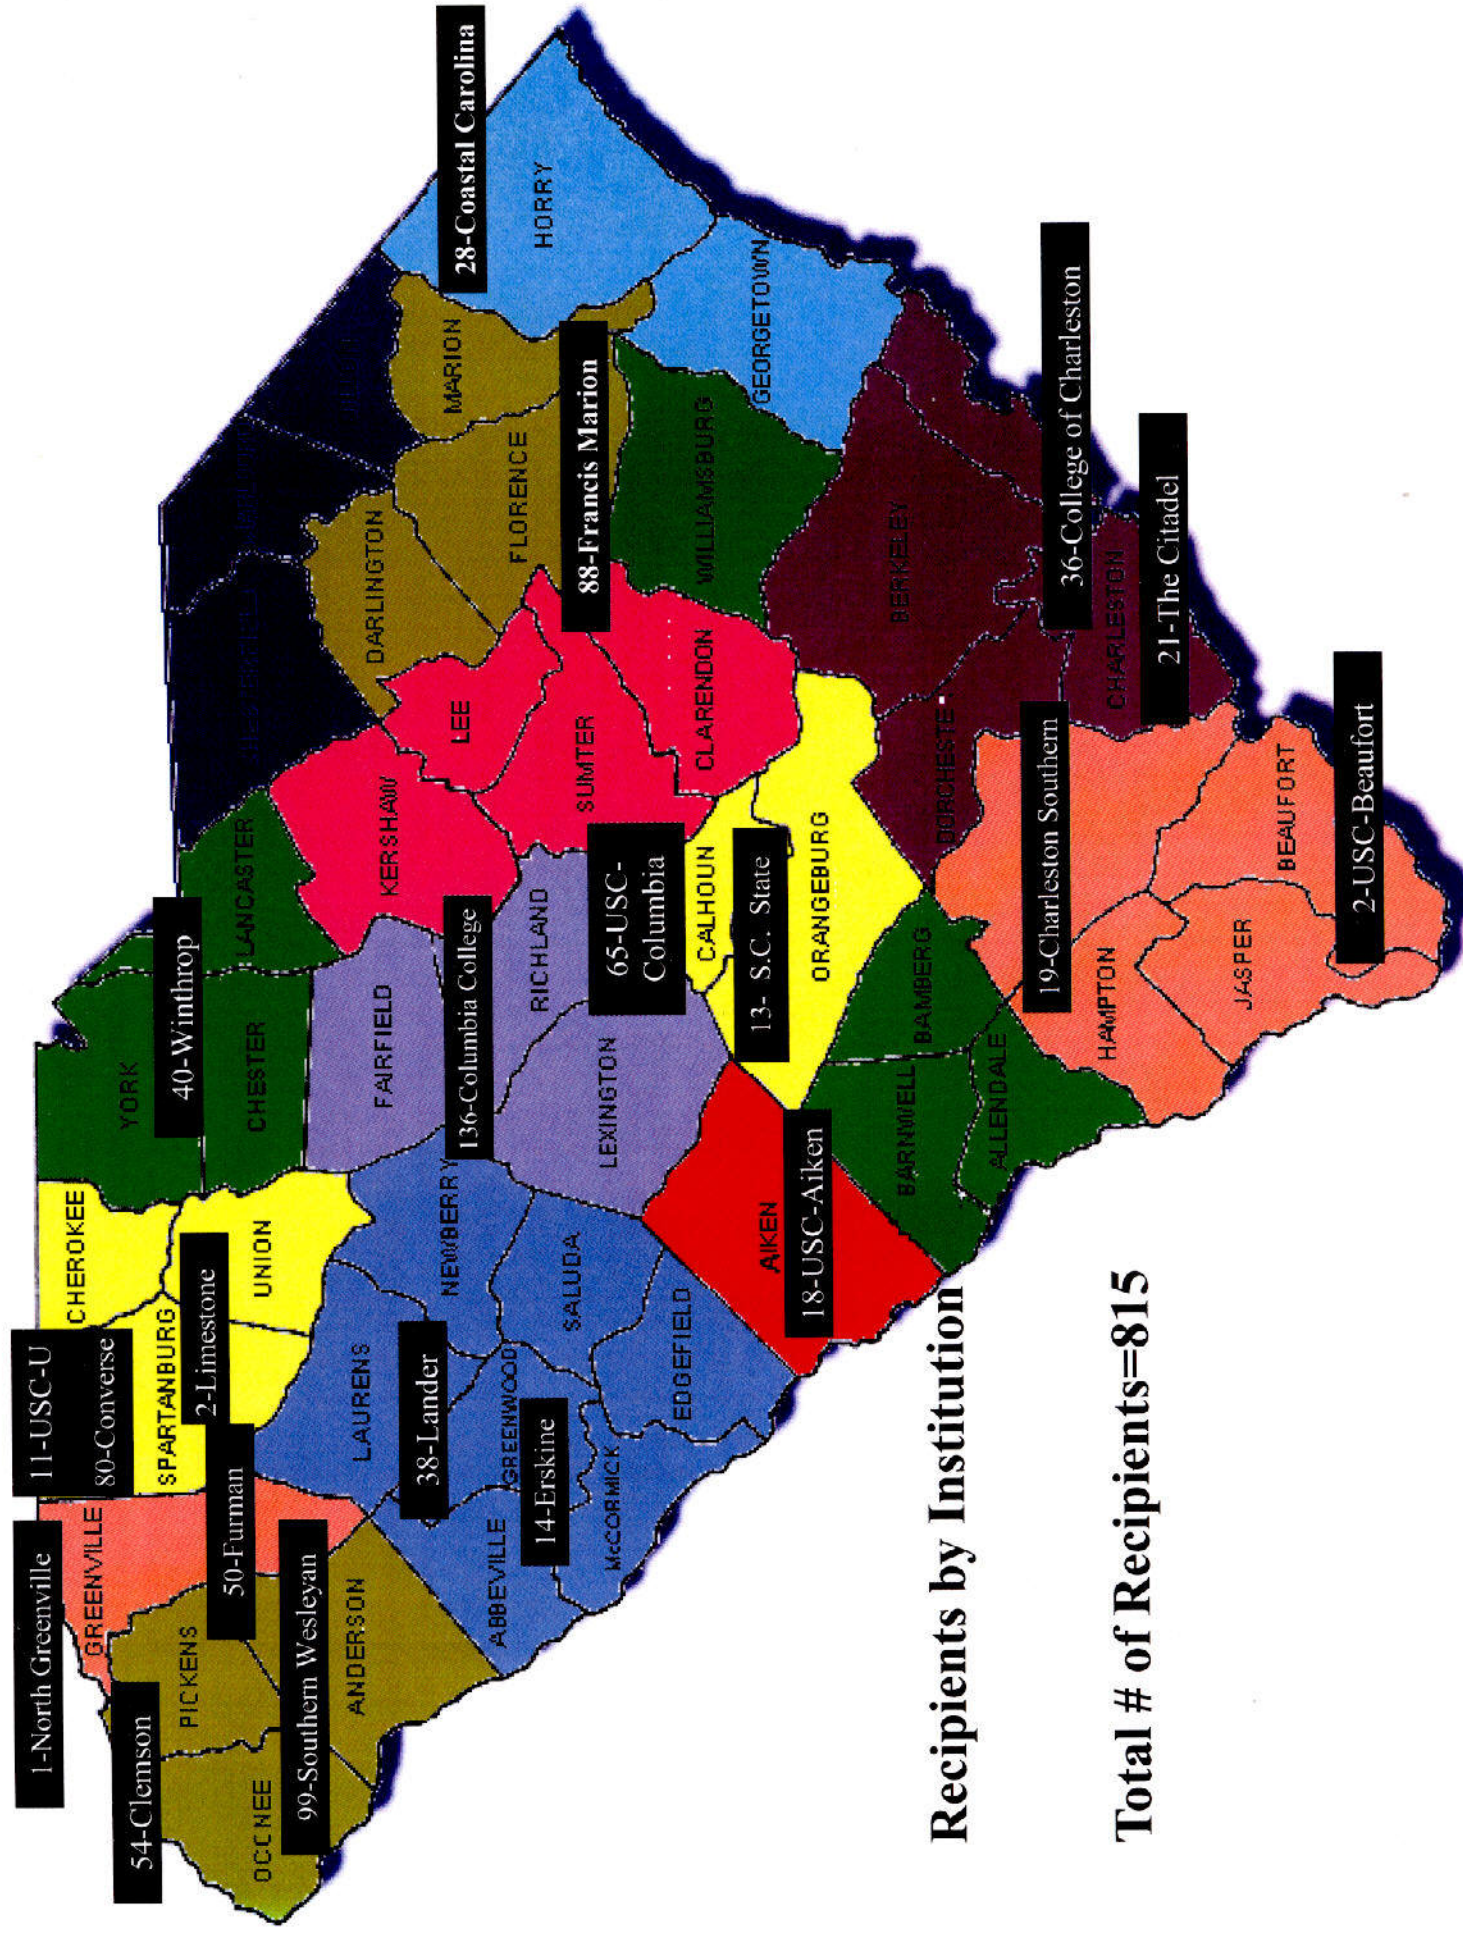 1-North Greenville
11-USC-U
80-Converse
54-Clemson
2-Limestone
50-Furman
99-Southern Wesleyan
40-Winthrop
38-Lander
14-Erskine
136-Columbia College
65-USC-
Columbia
13- S.C. State
18-USC-Aiken
28-Coastal Carolina
88-Francis Marion
36-College of Charleston
21-The Citadel
19-Charleston Southern
2-USC-Beaufort
CHEROKEE
YORK
GREENVILLE
SPARTANBURG
PICKENS
UNION
CHESTER
LANCASTER
OCONEE
ANDERSON
LAURENS
FAIRFIELD
KERSHAW
DARLINGTON
MARION
NEWBERRY
LEE
FLORENCE
HORRY
ABBEVILLE
GREENWOOD
SALUDA
RICHLAND
SUMTER
McCORMICK
EDGEFIELD
LEXINGTON
CALHOUN
CLARENDON
WILLIAMSBURG
GEORGETOWN
AIKEN
ORANGEBURG
BARNWELL
BAMBERG
BERKELEY
DORCHESTE
ALLENDALE
HAMPTON
CHARLESTON
JASPER
BEAUFORT
Recipients by Institution
Total # of Recipients=815